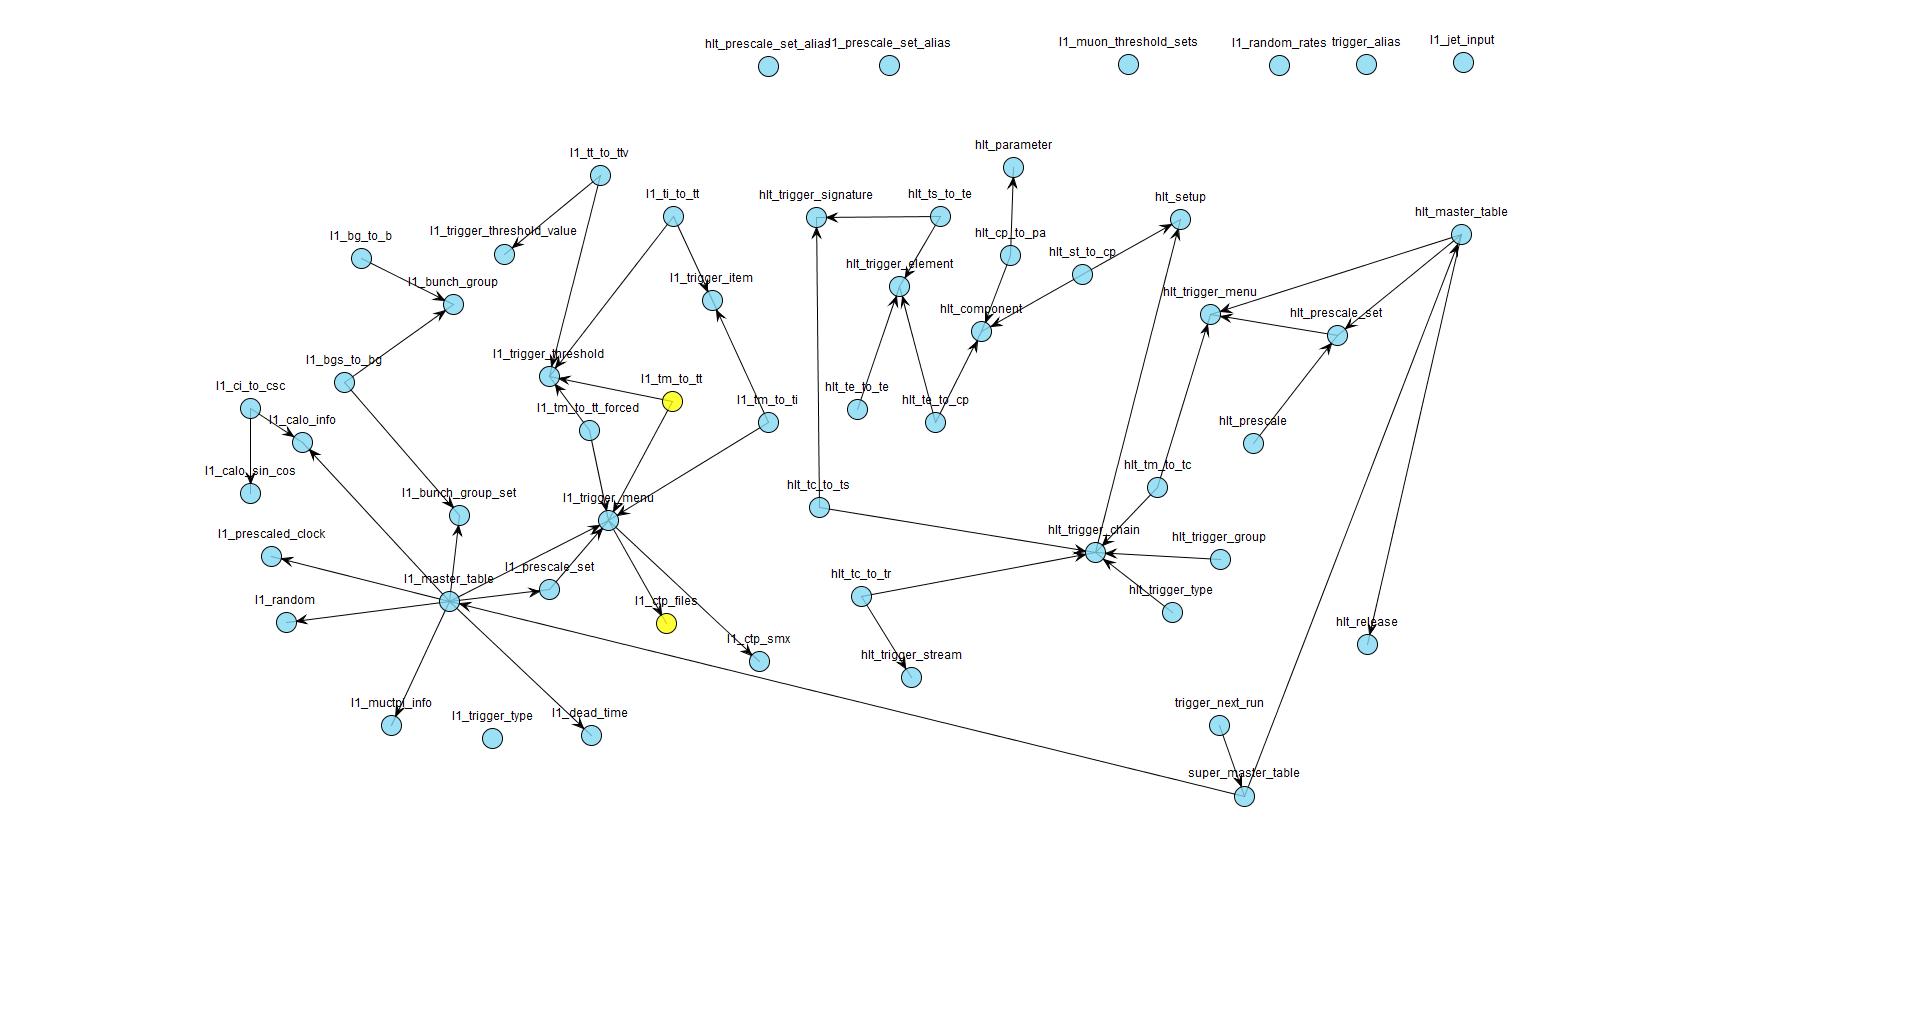 hlt_prescale_set_alias
l1_prescale_set_alias
l1_muon_threshold_sets
l1_random_rates
trigger_alias
l1_jet_input
l1_tt_to_ttv
hlt_parameter
l1_ti_to_tt
hlt_trigger_signature
hlt_ts_to_te
hlt_setup
hlt_master_table
l1_bg_to_b
l1_trigger_threshold_value
hlt_cp_to_pa
hlt_st_to_cp
hlt_trigger_element
l1_bunch_group
l1_trigger_item
hlt_trigger_menu
hlt_component
hlt_prescale_set
l1_bgs_to_bg
l1_trigger_threshold
l1_ci_to_csc
l1_tm_to_tt
hlt_te_to_te
l1_tm_to_tt_forced
l1_tm_to_ti
hlt_te_to_cp
l1_calo_info
hlt_prescale
l1_calo_sin_cos
hlt_tm_to_tc
l1_bunch_group_set
l1_trigger_menu
hlt_tc_to_ts
l1_prescaled_clock
hlt_trigger_chain
hlt_trigger_group
l1_master_table
l1_prescale_set
hlt_tc_to_tr
hlt_trigger_type
l1_random
l1_ctp_files
hlt_release
l1_ctp_smx
hlt_trigger_stream
l1_muctpi_info
l1_trigger_type
l1_dead_time
trigger_next_run
super_master_table